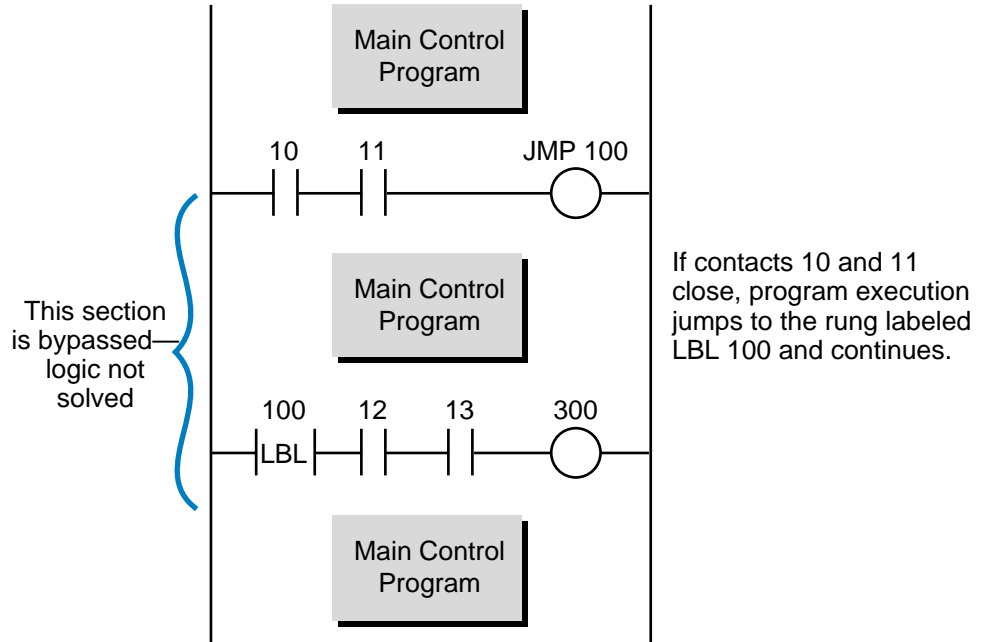 Main Control
Program
10 11 JMP 100
This section
is bypassed—
logic not
solved
Main Control
Program
If contacts 10 and 11
close, program execution
jumps to the rung labeled
LBL 100 and continues.
100 12 13 300
LBL
Main Control
Program